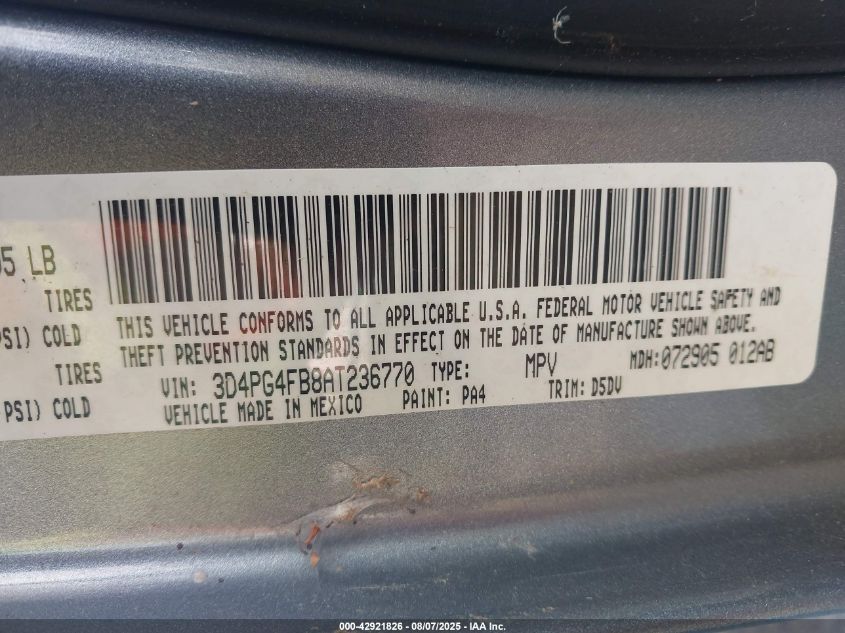 05 LB
TIRES
PSI) COLD
TIRES
PSI) COLD
THIS VEHICLE CONFORMS TO ALL APPLICABLE U.S.A. FEDERAL MOTOR VEHICLE SAFETY AND
THEFT PREVENTION STANDARDS IN EFFECT ON THE DATE OF MANUFACTURE SHOWN ABOVE.
VIN: 3D4PG4FB8AT236770 TYPE: MPV MDH:072905 012AB
VEHICLE MADE IN MEXICO PAINT: PA4 TRIM: D5DV
000-42921826 - 08/07/2025 - IAA Inc.